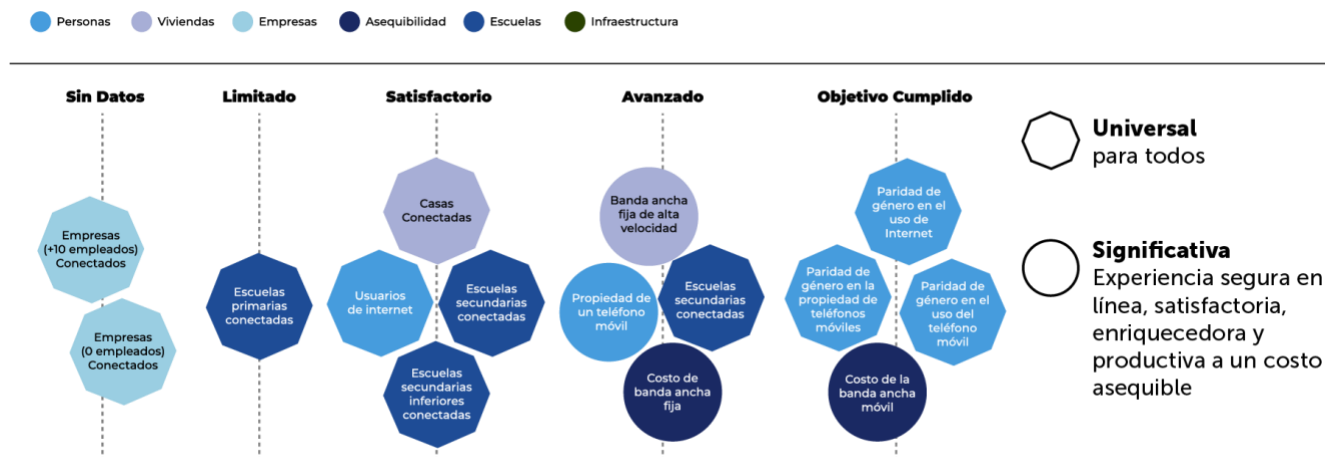 Personas
Viviendas
Empresas
Asequibilidad
Escuelas
Infraestructura
Sin Datos
Empresas
(+10 empleados)
Conectados
Empresas
(0 empleados)
Conectados
Limitado
Escuelas
primarias
conectadas
Satisfactorio
Casas
Conectadas
Usuarios
de internet
Escuelas
secundarias
conectadas
Escuelas
secundarias
inferiores
conectadas
Avanzado
Banda ancha
fija de alta
velocidad
Propiedad de
un teléfono
móvil
Escuelas
secundarias
conectadas
Costo de
banda ancha
fija
Objetivo Cumplido
Paridad de
género en el
uso de
Internet
Paridad de
género en la
propiedad de
teléfonos
móviles
Paridad de
género en el
uso del
teléfono
móvil
Costo de la
banda ancha
móvil
Universal
para todos
Significativa
Experiencia segura en
línea, satisfactoria,
enriquecedora y
productiva a un costo
asequible